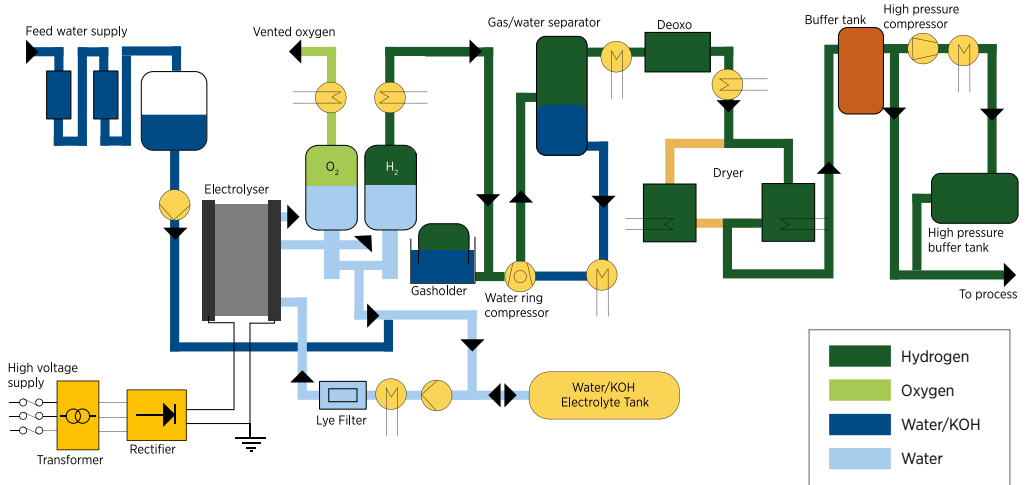 Feed water supply
Vented oxygen
Gas/water separator
Deoxo
Buffer tank
High pressure
compressor
O2
H2
Electrolyser
Dryer
Gasholder
Water ring
compressor
High pressure
buffer tank
To process
High voltage
supply
Transformer
Rectifier
Lye Filter
Water/KOH
Electrolyte Tank
Hydrogen
Oxygen
Water/KOH
Water